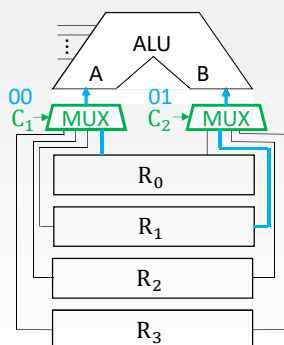 ALU
A B
00 01
C₁ MUX C₂ MUX
R₀
R₁
R₂
R₃